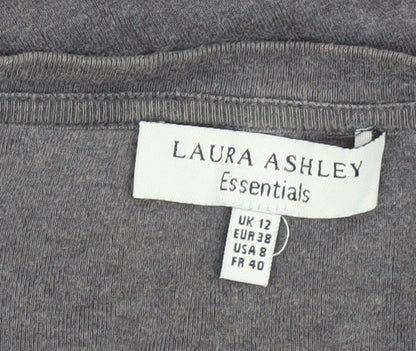 LAURA ASHLEY
Essentials
UK 12
EUR 38
USA 8
FR 40